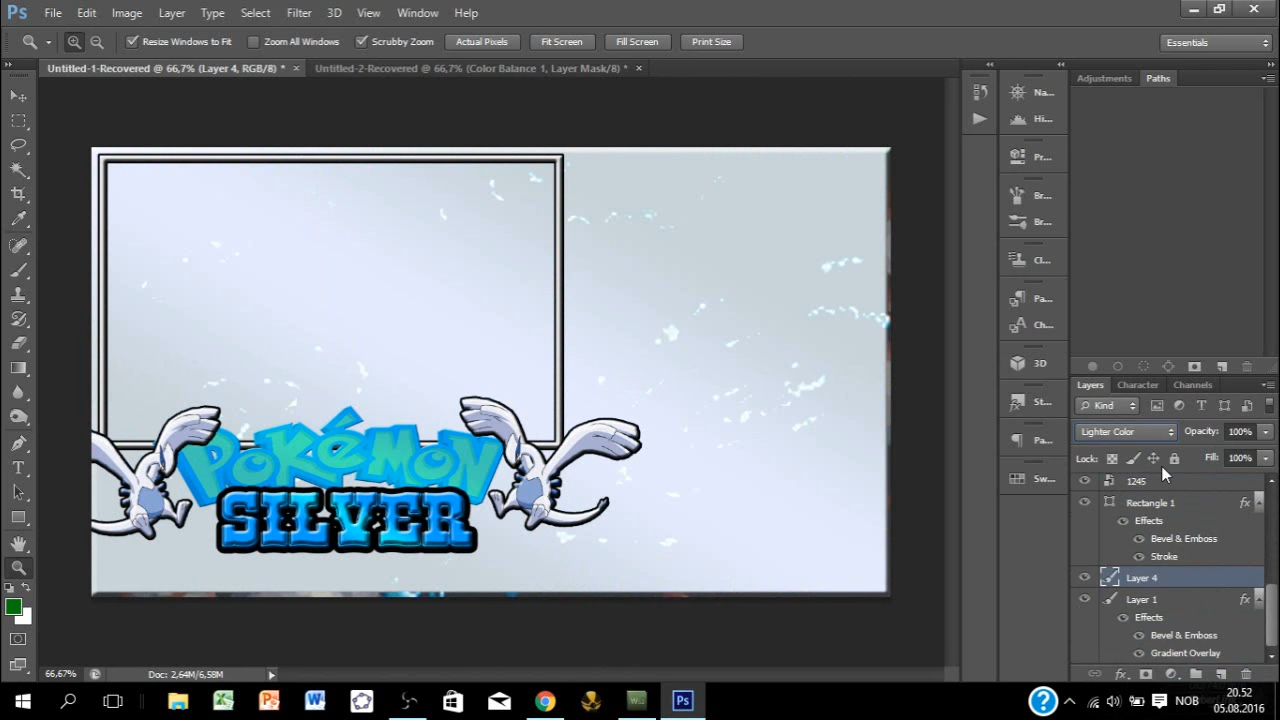 Ps File Edit Image Layer Type Select Filter 3D View Window Help
Resize Windows to Fit Zoom All Windows Scrubby Zoom Actual Pixels Fit Screen Fill Screen Print Size Essentials
Untitled-1-Recovered @ 66,7% (Layer 4, RGB/8) * × Untitled-2-Recovered @ 66,7% (Color Balance 1, Layer Mask/8) * ×
Adjustments Paths
Na...
Hi...
Pr...
Br...
Br...
Cl...
Pa...
Ch...
3D
St...
Pa...
Sw...
POKéMON
SILVER
Layers Character Channels
Kind
Lighter Color Opacity: 100%
Lock: Fill: 100%
1245
Rectangle 1 fx
Effects
Bevel & Emboss
Stroke
Layer 4
Layer 1 fx
Effects
Bevel & Emboss
Gradient Overlay
66,67% Doc: 2,64M/6,58M
NOB
20.52
05.08.2016